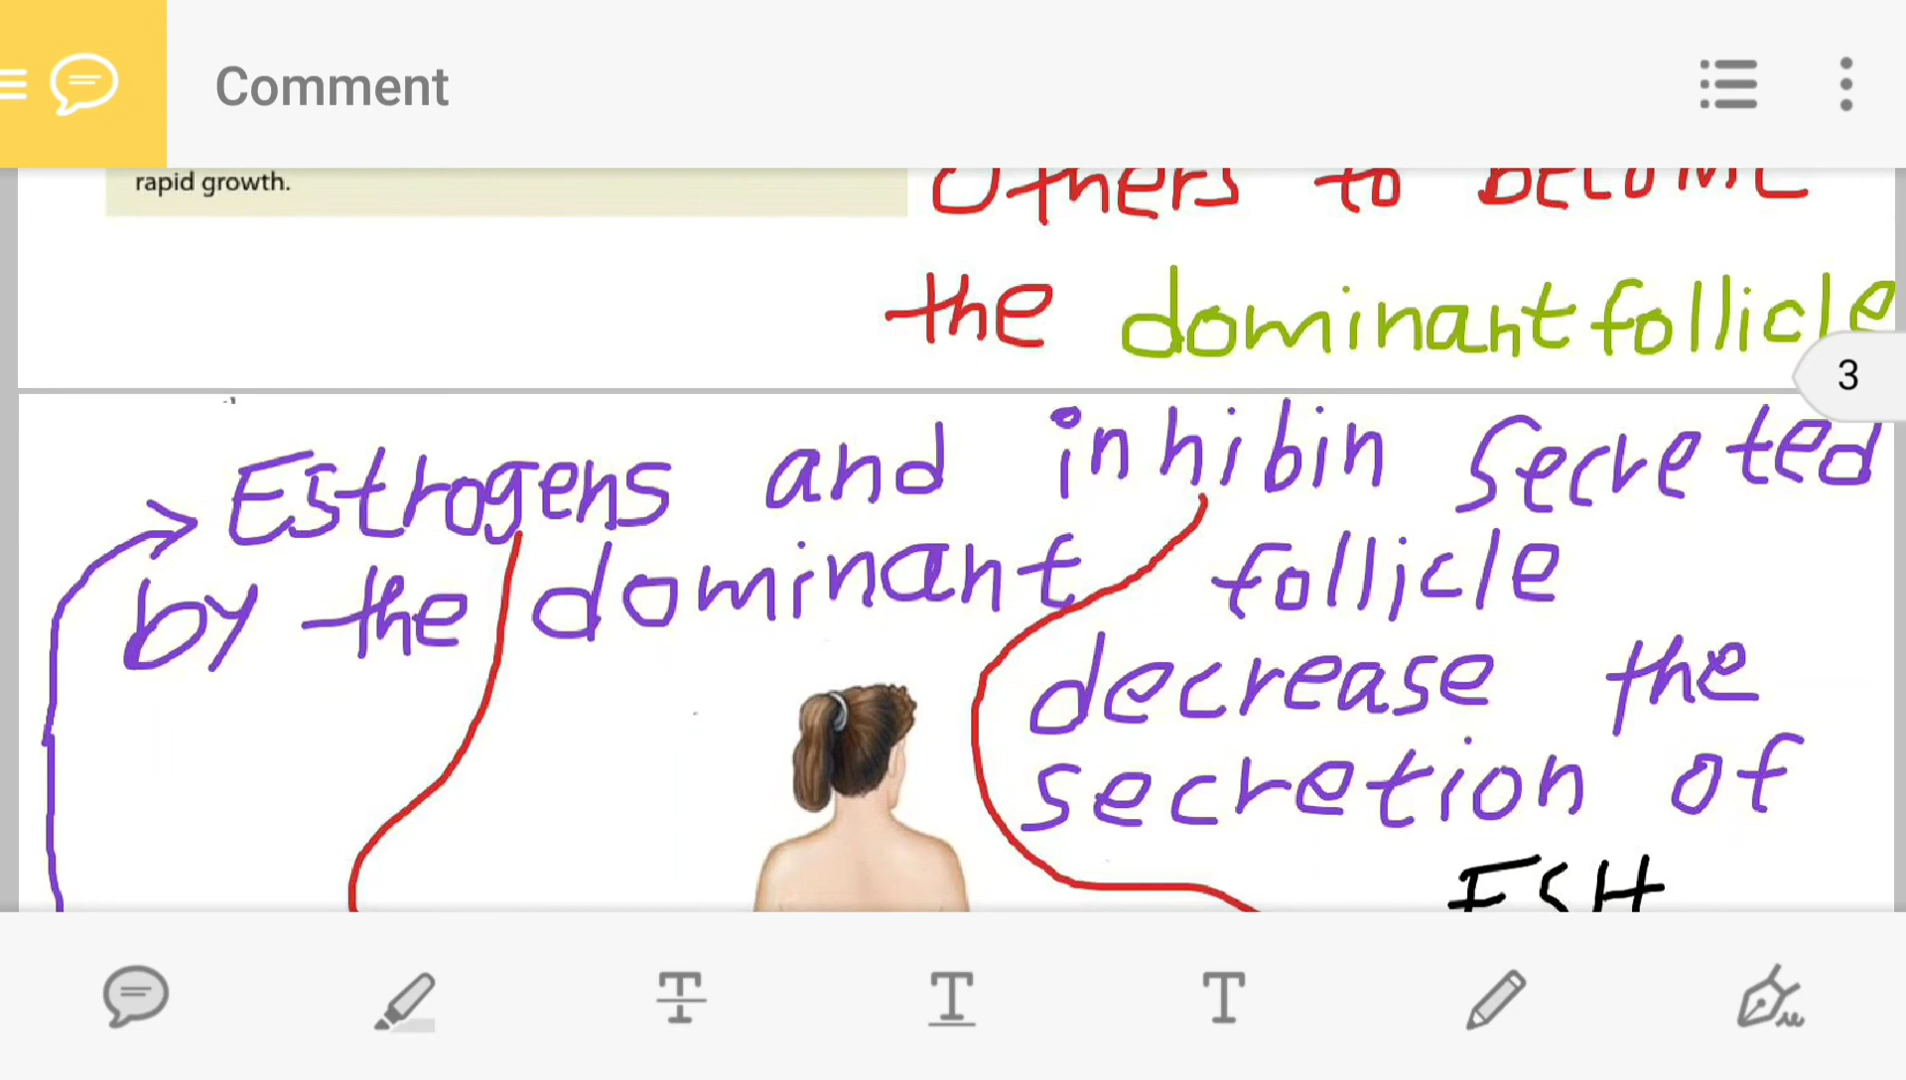 Comment
rapid growth.
others to become
the dominant follicle
3
Estrogens and inhibin secreted
by the dominant follicle
decrease the
secretion of
FSH